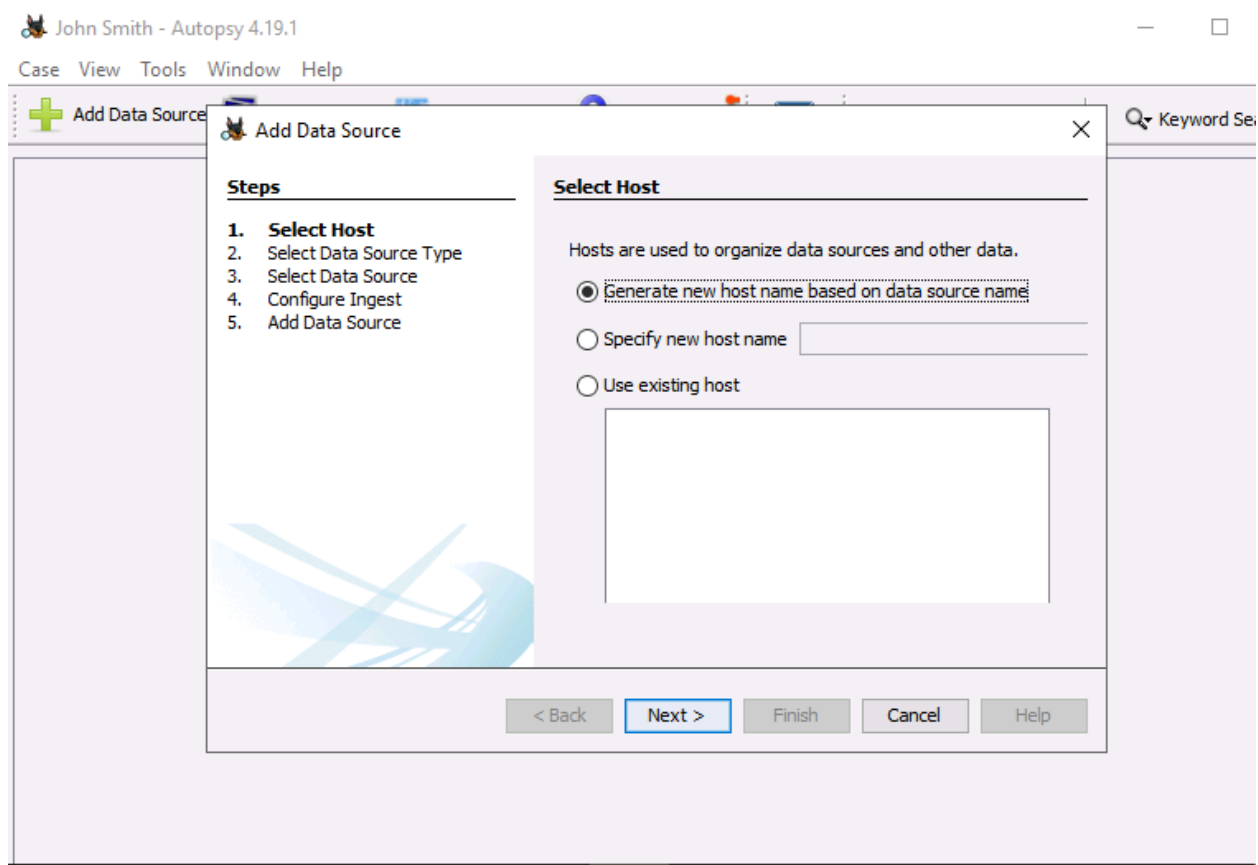 John Smith - Autopsy 4.19.1
Case View Tools Window Help
Add Data Source
Keyword Sea
Add Data Source
Steps
1. Select Host
2. Select Data Source Type
3. Select Data Source
4. Configure Ingest
5. Add Data Source
Select Host
Hosts are used to organize data sources and other data.
Generate new host name based on data source name
Specify new host name
Use existing host
< Back Next > Finish Cancel Help